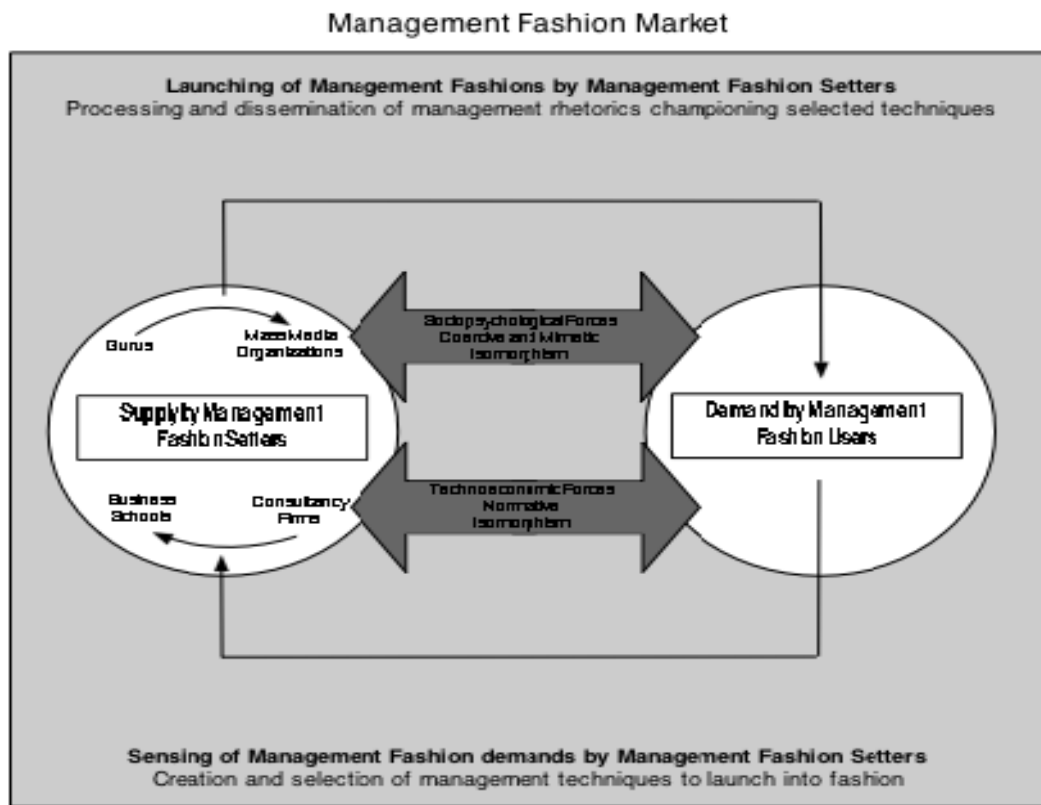 Management Fashion Market
Launching of Management Fashions by Management Fashion Setters
Processing and dissemination of management rhetorics championing selected techniques
Gurus
Mass Media
Organizations
Sociopsychological Forces
Coercive and Mimetic
Isomorphism
Supply by Management
Fashion Setters
Demand by Management
Fashion Users
Business
Schools
Consultancy
Firms
Technoeconomic Forces
Normative
Isomorphism
Sensing of Management Fashion demands by Management Fashion Setters
Creation and selection of management techniques to launch into fashion